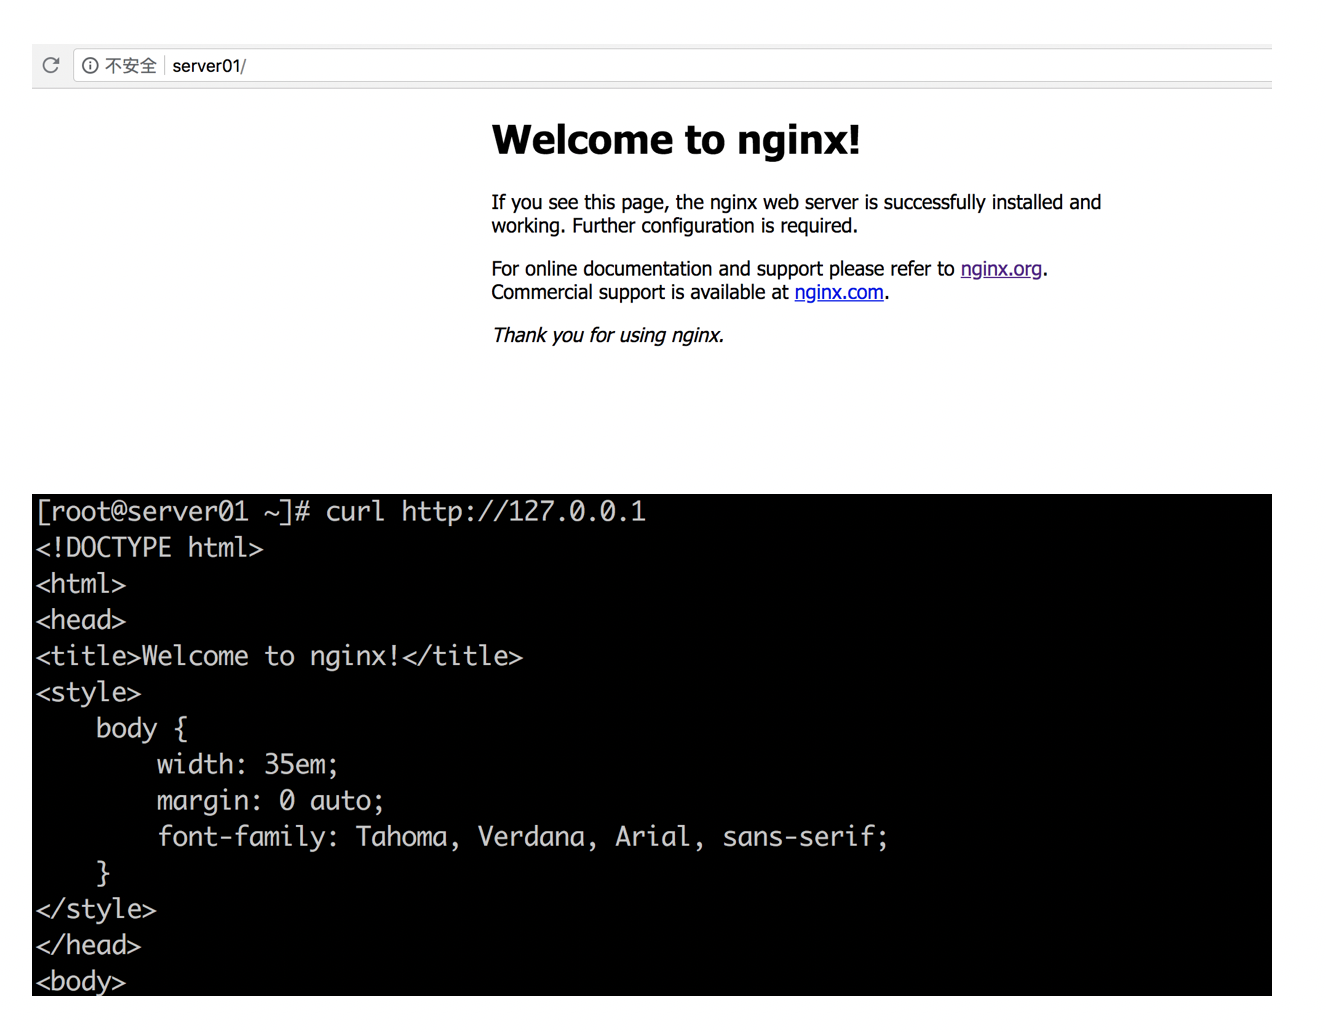 不安全 server01/
Welcome to nginx!
If you see this page, the nginx web server is successfully installed and
working. Further configuration is required.
For online documentation and support please refer to nginx.org.
Commercial support is available at nginx.com.
Thank you for using nginx.
[root@server01 ~]# curl http://127.0.0.1
<!DOCTYPE html>
<html>
<head>
<title>Welcome to nginx!</title>
<style>
    body {
        width: 35em;
        margin: 0 auto;
        font-family: Tahoma, Verdana, Arial, sans-serif;
    }
</style>
</head>
<body>